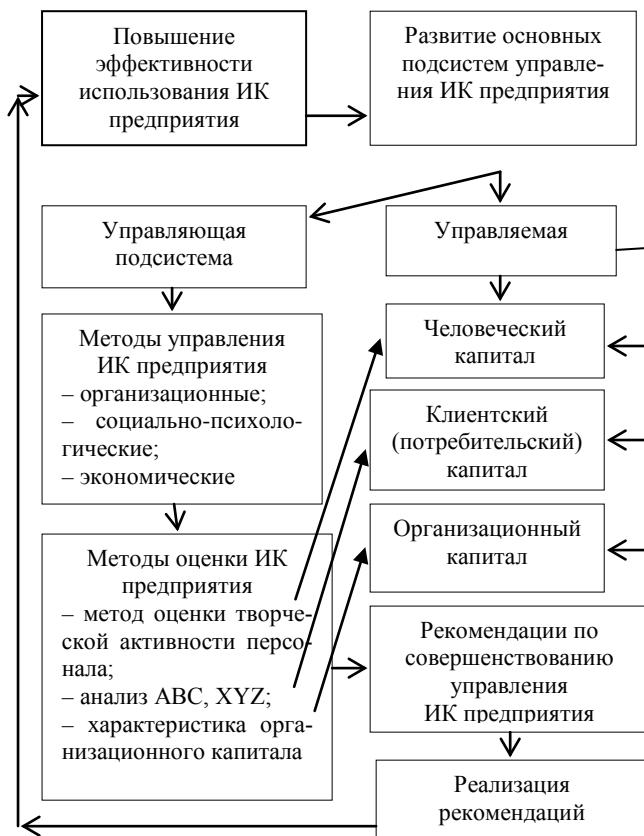 Повышение
эффективности
использования ИК
предприятия
Развитие основных
подсистем управле-
ния ИК предприятия
Управляющая
подсистема
Управляемая
Методы управления
ИК предприятия
– организационные;
– социально-психоло-
гические;
– экономические
Человеческий
капитал
Клиентский
(потребительский)
капитал
Организационный
капитал
Методы оценки ИК
предприятия
– метод оценки творче-
ской активности персо-
нала;
– анализ ABC, XYZ;
– характеристика орга-
низационного капитала
Рекомендации по
совершенствованию
управления
ИК предприятия
Реализация
рекомендаций